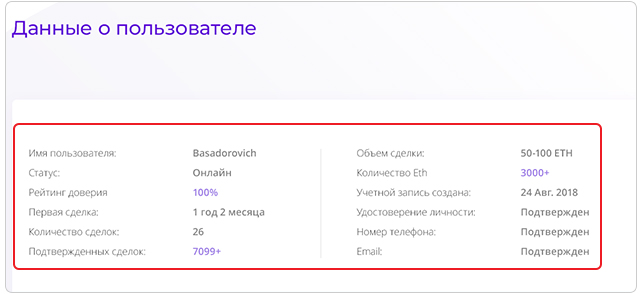 Данные о пользователе
Имя пользователя: Basadorovich
Статус: Онлайн
Рейтинг доверия 100%
Первая сделка: 1 год 2 месяца
Количество сделок: 26
Подтвержденных сделок: 7099+
Объем сделки: 50-100 ETH
Количество Eth 3000+
Учетной запись создана: 24 Авг. 2018
Удостоверение личности: Подтвержден
Номер телефона: Подтвержден
Email: Подтвержден